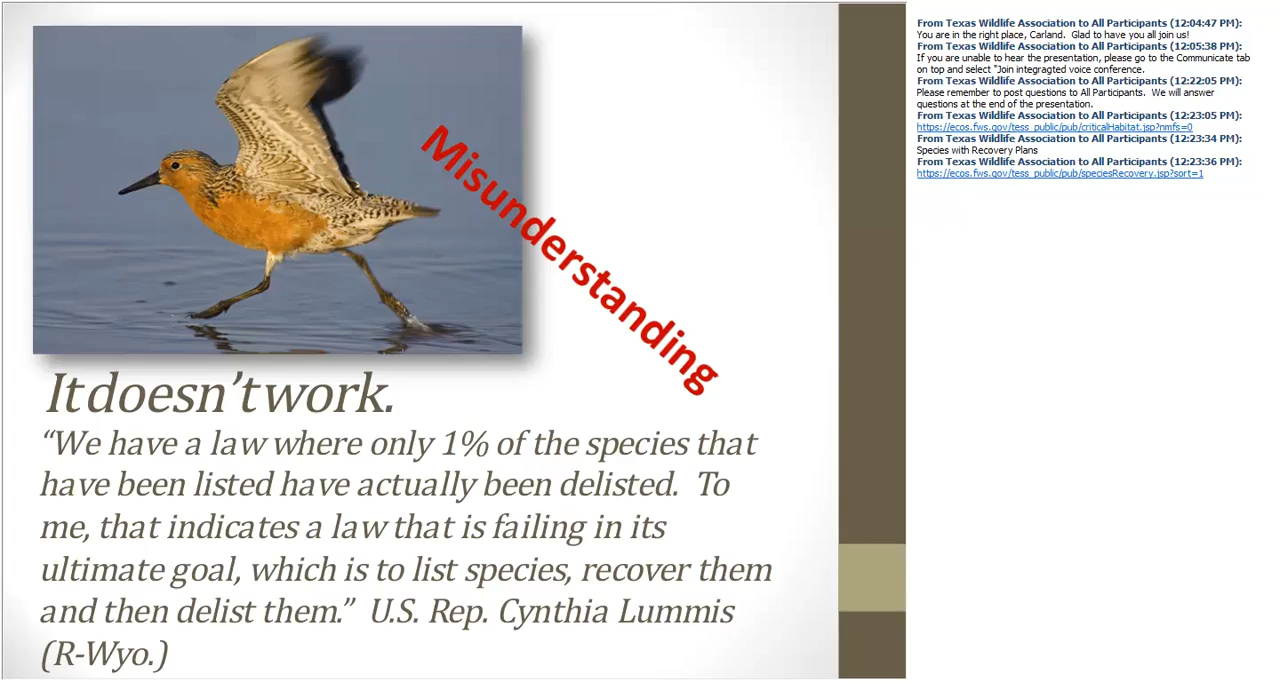 Misunderstanding
It doesn't work.
“We have a law where only 1% of the species that
have been listed have actually been delisted.  To
me, that indicates a law that is failing in its
ultimate goal, which is to list species, recover them
and then delist them.”  U.S. Rep. Cynthia Lummis
(R-Wyo.)
From Texas Wildlife Association to All Participants (12:04:47 PM):
You are in the right place, Carland.  Glad to have you all join us!
From Texas Wildlife Association to All Participants (12:05:38 PM):
If you are unable to hear the presentation, please go to the Communicate tab
on top and select "Join integragted voice conference.
From Texas Wildlife Association to All Participants (12:22:05 PM):
Please remember to post questions to All Participants.  We will answer
questions at the end of the presentation.
From Texas Wildlife Association to All Participants (12:23:05 PM):
https://ecos.fws.gov/tess_public/pub/criticalHabitat.jsp?nmfs=0
From Texas Wildlife Association to All Participants (12:23:34 PM):
Species with Recovery Plans
From Texas Wildlife Association to All Participants (12:23:36 PM):
https://ecos.fws.gov/tess_public/pub/speciesRecovery.jsp?sort=1